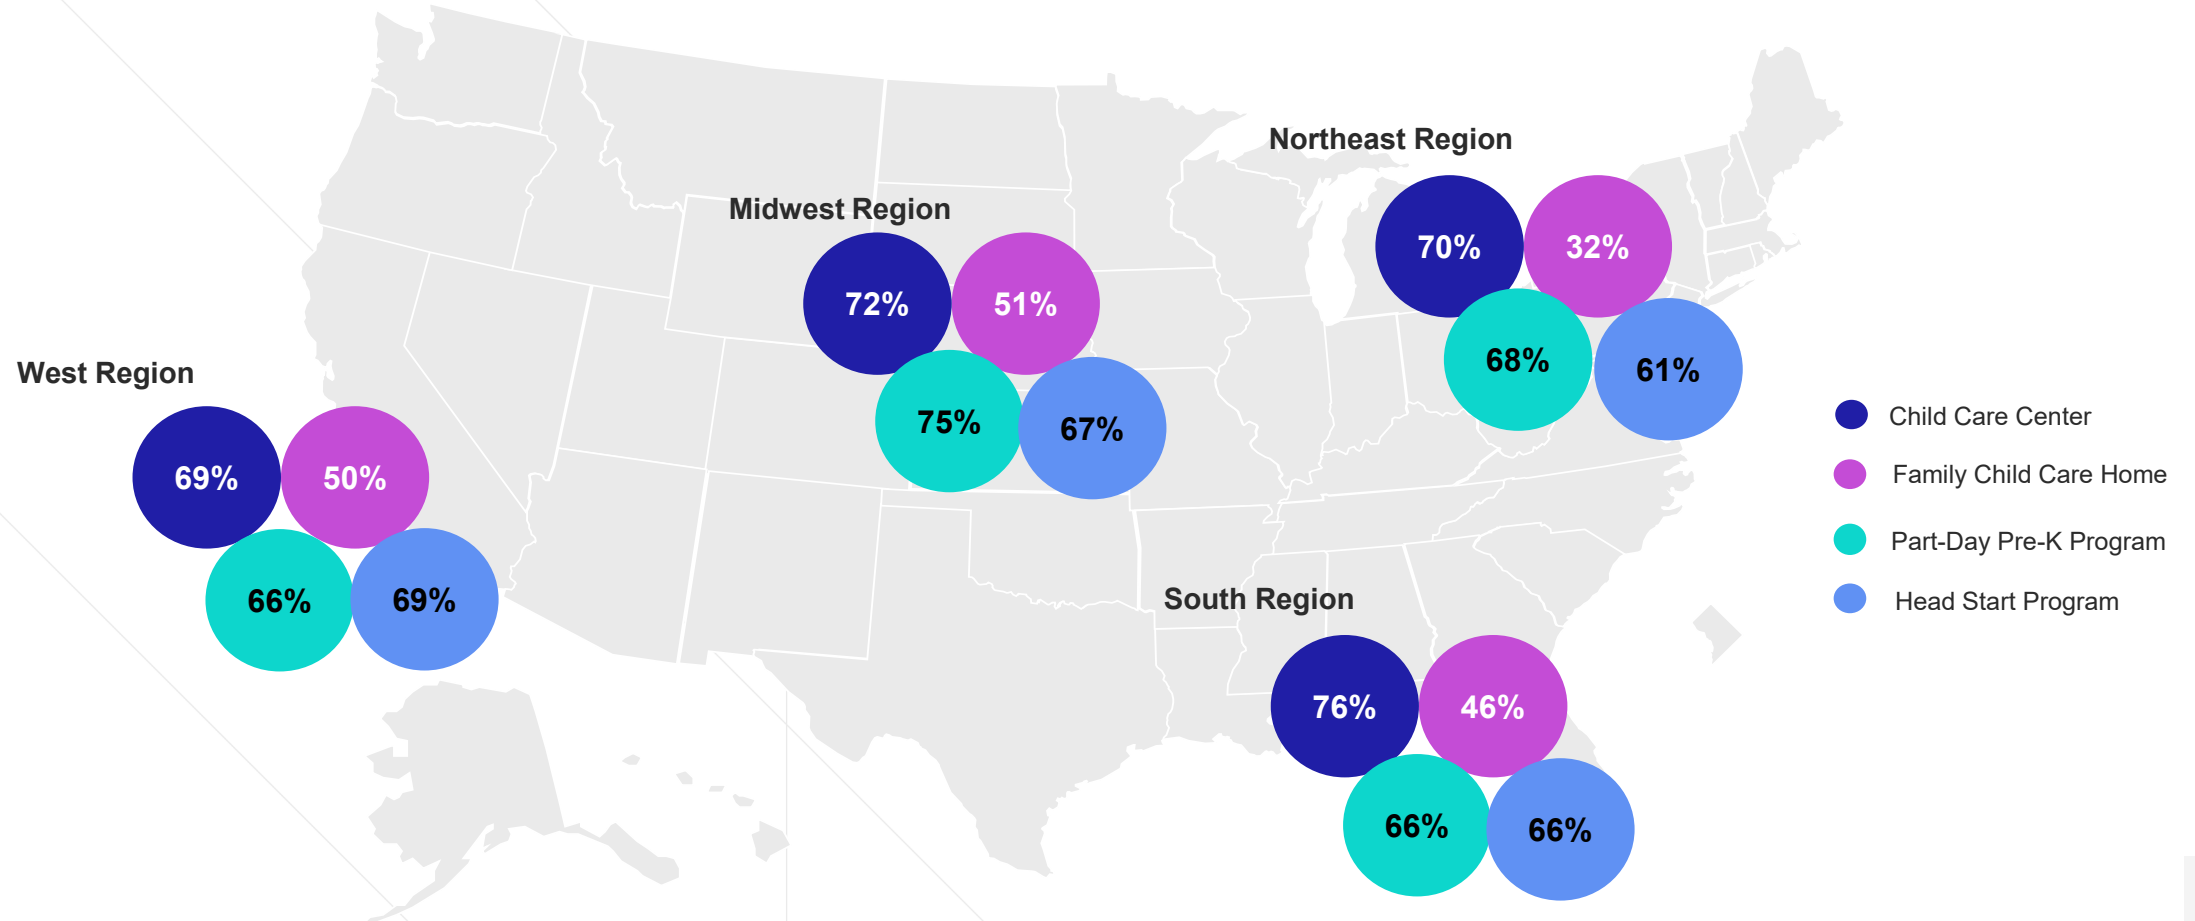 Northeast Region
70%
32%
68%
61%
Midwest Region
72%
51%
75%
67%
West Region
69%
50%
66%
69%
South Region
76%
46%
66%
66%
Child Care Center
Family Child Care Home
Part-Day Pre-K Program
Head Start Program